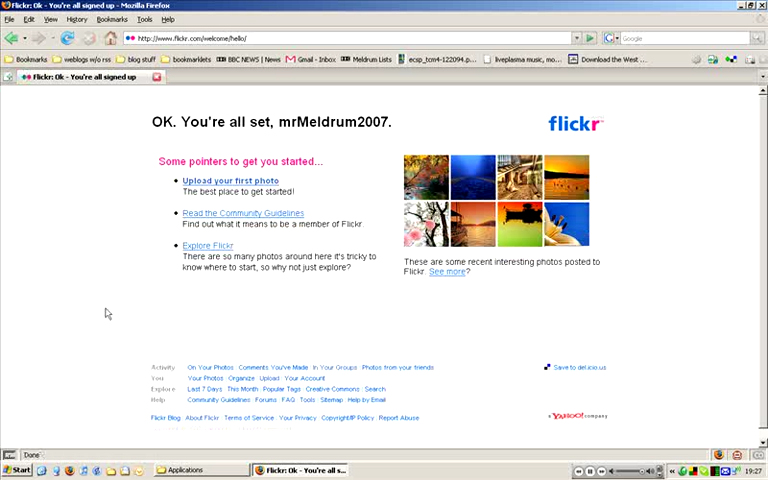 Flickr: Ok - You're all signed up - Mozilla Firefox
File Edit View History Bookmarks Tools Help
http://www.flickr.com/welcome/hello/
Google
Bookmarks weblogs w/o rss blog stuff bookmarklets BBC NEWS | News Gmail - Inbox Meldrum Lists ecsp_tcm4-122094.p... liveplasma music, mo... Download the West ...
Flickr: Ok - You're all signed up
OK. You're all set, mrMeldrum2007.
flickr
Some pointers to get you started...
Upload your first photo
The best place to get started!
Read the Community Guidelines
Find out what it means to be a member of Flickr
Explore Flickr
There are so many photos around here it's tricky to
know where to start, so why not just explore?
These are some recent interesting photos posted to
Flickr. See more?
Activity On Your Photos Comments You've Made In Your Groups Photos from your friends
Save to del.icio.us
You Your Photos Organize Upload Your Account
Explore Last 7 Days This Month Popular Tags Creative Commons Search
Help Community Guidelines Forums FAQ Tools Sitemap Help by Email
Flickr Blog About Flickr Terms of Service Your Privacy Copyright/IP Policy Report Abuse
a YAHOO! company
Done
Start Applications Flickr: Ok - You're all s... 19:27